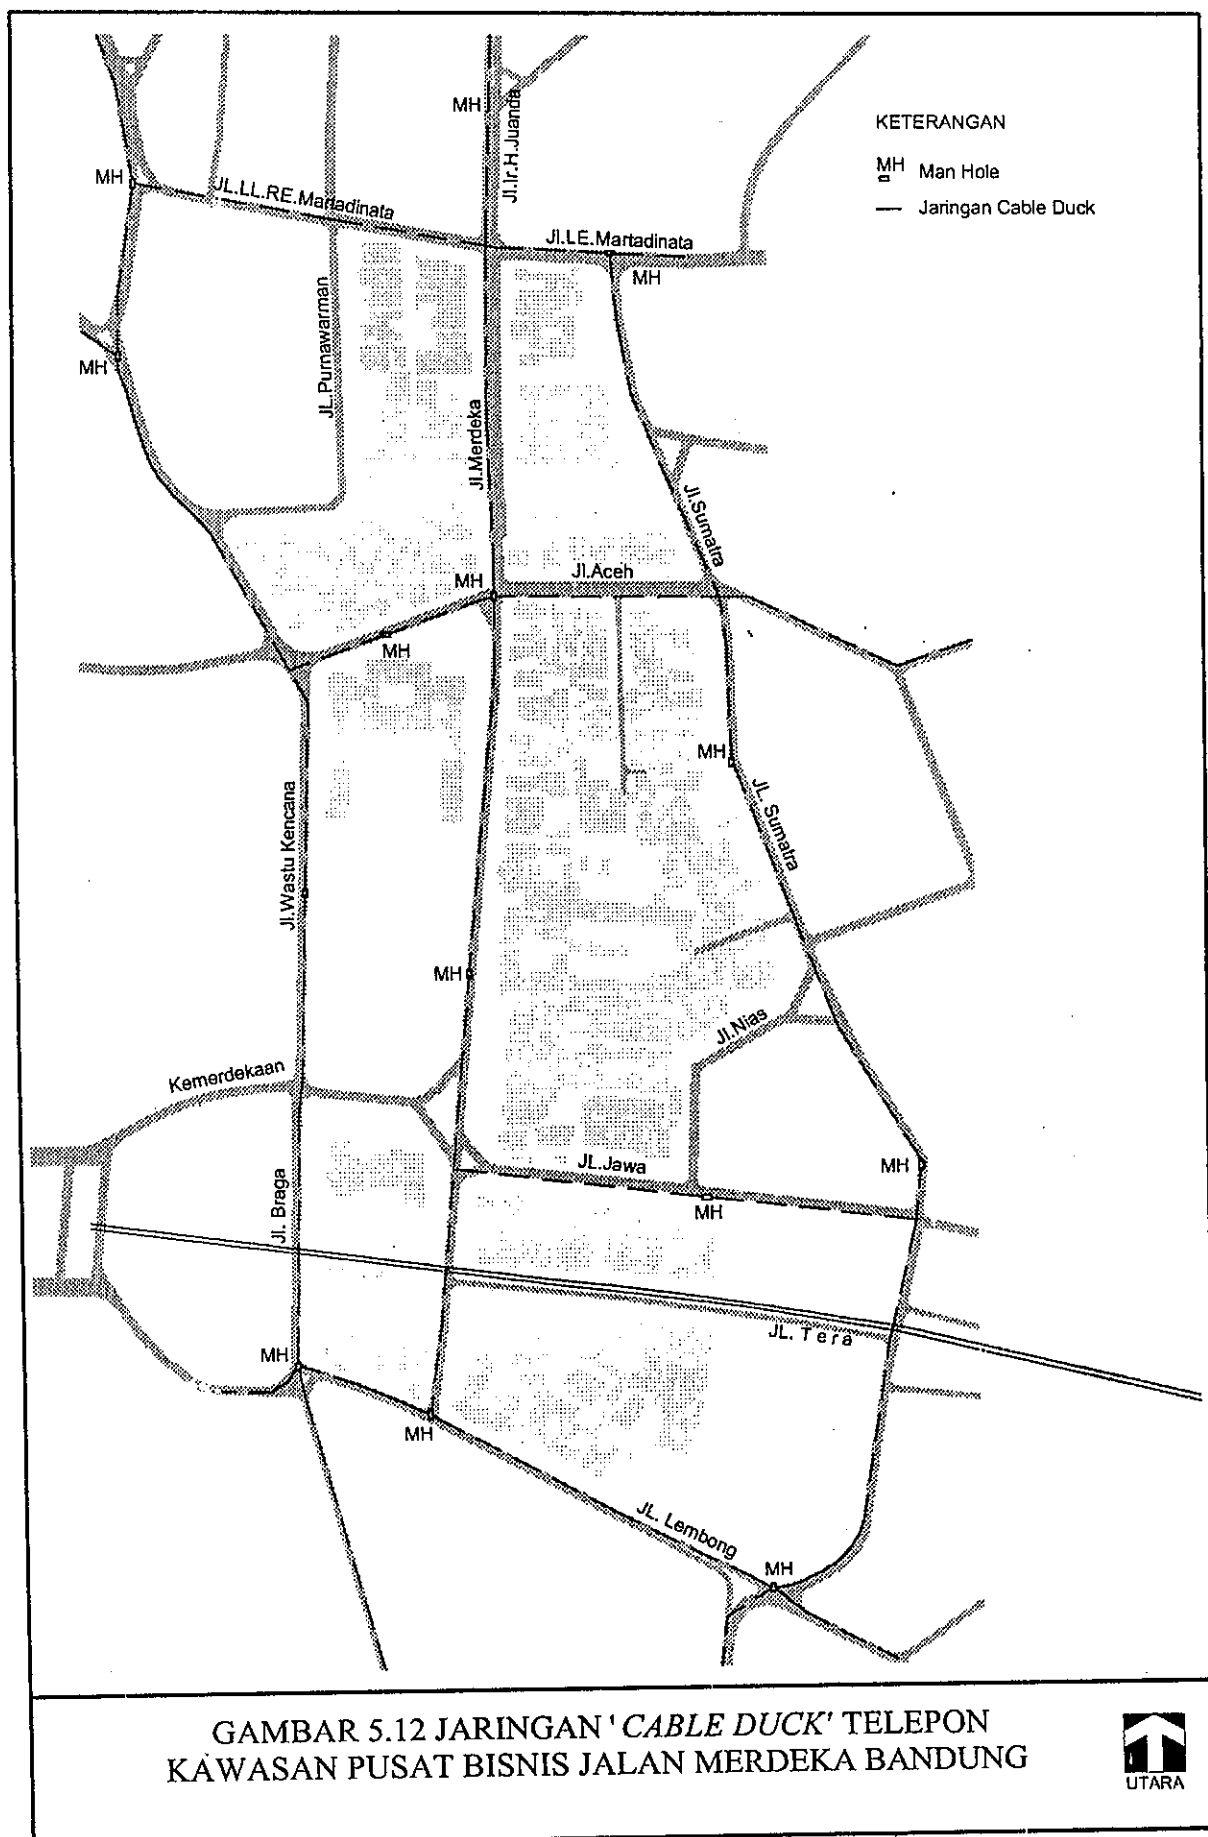 MH
Jl.Ir.H.Juanda
KETERANGAN
MH Man Hole
Jaringan Cable Duck
MH
JL.LL.RE.Martadinata
Jl.LE.Martadinata
MH
MH
JL.Purnawarman
Jl.Merdeka
Jl.Sumatra
MH
Jl.Aceh
MH
MH
JL. Sumatra
Jl.Wastu Kencana
MH
Jl.Nias
Kemerdekaan
JL.Jawa
MH
MH
Jl. Braga
JL. Tera
MH
MH
JL. Lembong
MH
GAMBAR 5.12 JARINGAN 'CABLE DUCK' TELEPON
KAWASAN PUSAT BISNIS JALAN MERDEKA BANDUNG
UTARA